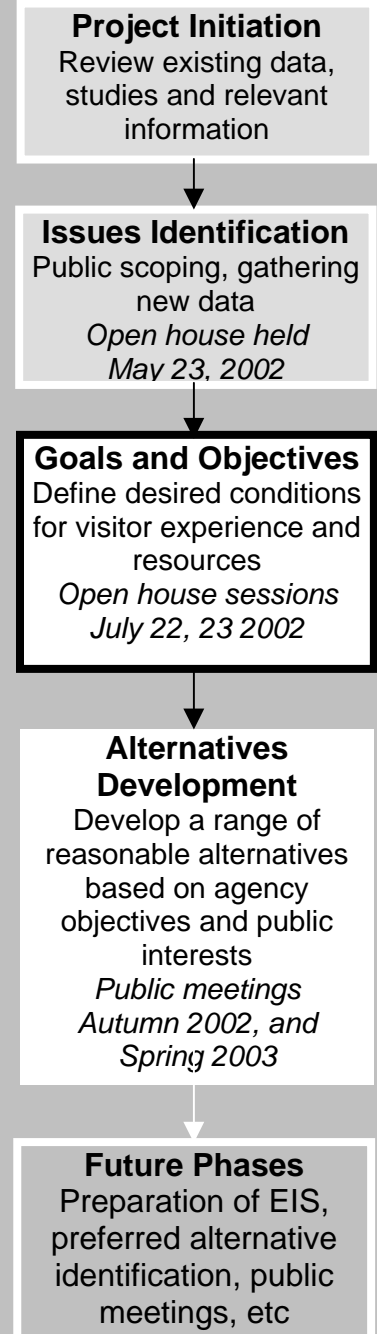 Project Initiation
Review existing data,
studies and relevant
information
Issues Identification
Public scoping, gathering
new data
Open house held
May 23, 2002
Goals and Objectives
Define desired conditions
for visitor experience and
resources
Open house sessions
July 22, 23 2002
Alternatives
Development
Develop a range of
reasonable alternatives
based on agency
objectives and public
interests
Public meetings
Autumn 2002, and
Spring 2003
Future Phases
Preparation of EIS,
preferred alternative
identification, public
meetings, etc